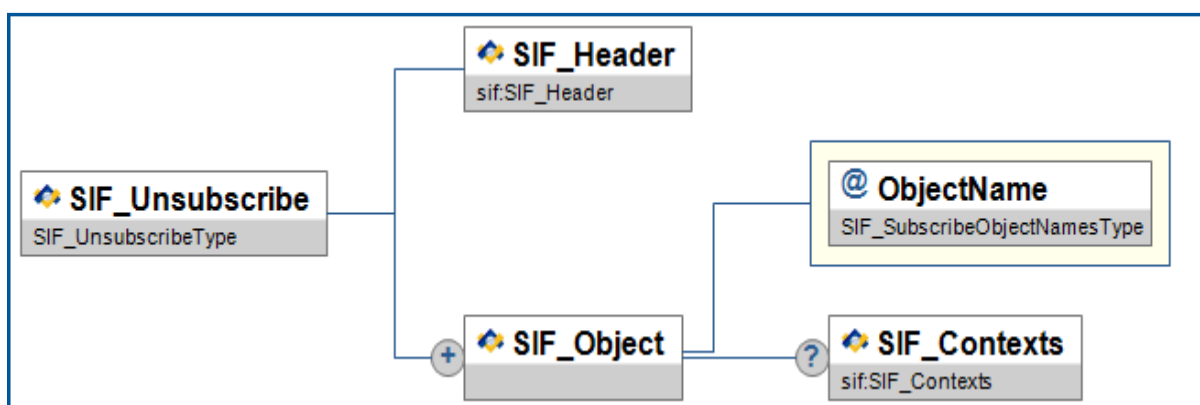 SIF_Header
sif:SIF_Header
SIF_Unsubscribe
SIF_UnsubscribeType
@ ObjectName
SIF_SubscribeObjectNamesType
+
SIF_Object
?
SIF_Contexts
sif:SIF_Contexts